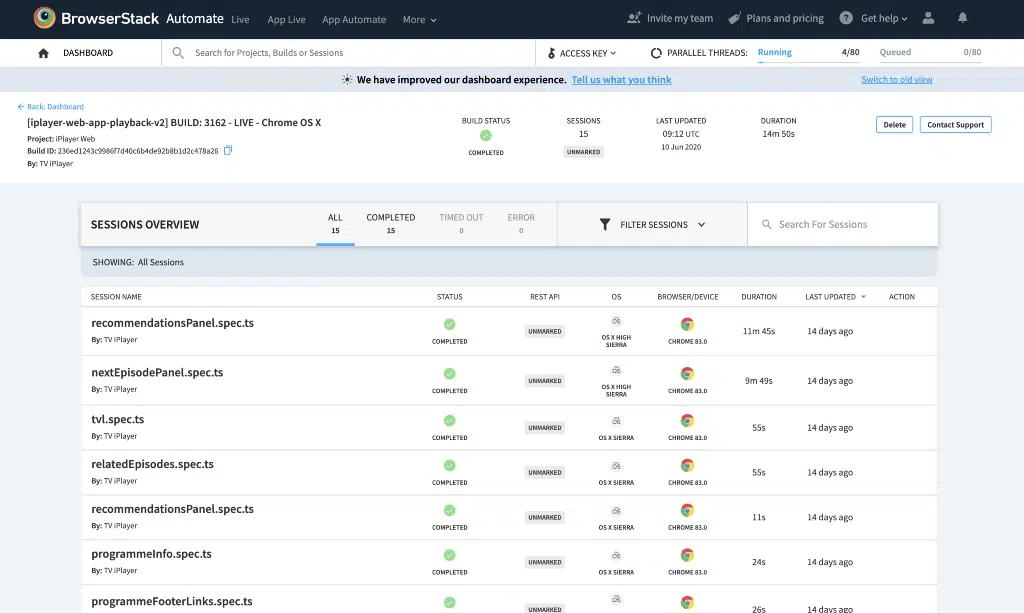 BrowserStack Automate Live App Live App Automate More Invite my team Plans and pricing Get help
DASHBOARD Search for Projects, Builds or Sessions ACCESS KEY PARALLEL THREADS: Running 4/80 Queued 0/80
We have improved our dashboard experience. Tell us what you think Switch to old view
Back: Dashboard
[iplayer-web-app-playback-v2] BUILD: 3162 - LIVE - Chrome OS X
Project: iPlayer Web
Build ID: 236ed1243c9986f7d40c6b4de92b8b1d2c478a26
By: TV iPlayer
BUILD STATUS
COMPLETED
SESSIONS
15
UNMARKED
LAST UPDATED
09:12 UTC
10 Jun 2020
DURATION
14m 50s
Delete Contact Support
SESSIONS OVERVIEW
ALL
15
COMPLETED
15
TIMED OUT
0
ERROR
0
FILTER SESSIONS
Search For Sessions
SHOWING: All Sessions
SESSION NAME STATUS REST API OS BROWSER/DEVICE DURATION LAST UPDATED ACTION
recommendationsPanel.spec.ts
By: TV iPlayer
COMPLETED
UNMARKED
OS
OS X HIGH
SIERRA
CHROME 83.0
11m 45s
14 days ago
nextEpisodePanel.spec.ts
By: TV iPlayer
COMPLETED
UNMARKED
OS
OS X HIGH
SIERRA
CHROME 83.0
9m 49s
14 days ago
tvl.spec.ts
By: TV iPlayer
COMPLETED
UNMARKED
OS
OS X SIERRA
CHROME 83.0
55s
14 days ago
relatedEpisodes.spec.ts
By: TV iPlayer
COMPLETED
UNMARKED
OS
OS X SIERRA
CHROME 83.0
55s
14 days ago
recommendationsPanel.spec.ts
By: TV iPlayer
COMPLETED
UNMARKED
OS
OS X SIERRA
CHROME 83.0
11s
14 days ago
programmeInfo.spec.ts
By: TV iPlayer
COMPLETED
UNMARKED
OS
OS X SIERRA
CHROME 83.0
24s
14 days ago
programmeFooterLinks.spec.ts
UNMARKED
OS
26s
14 days ago